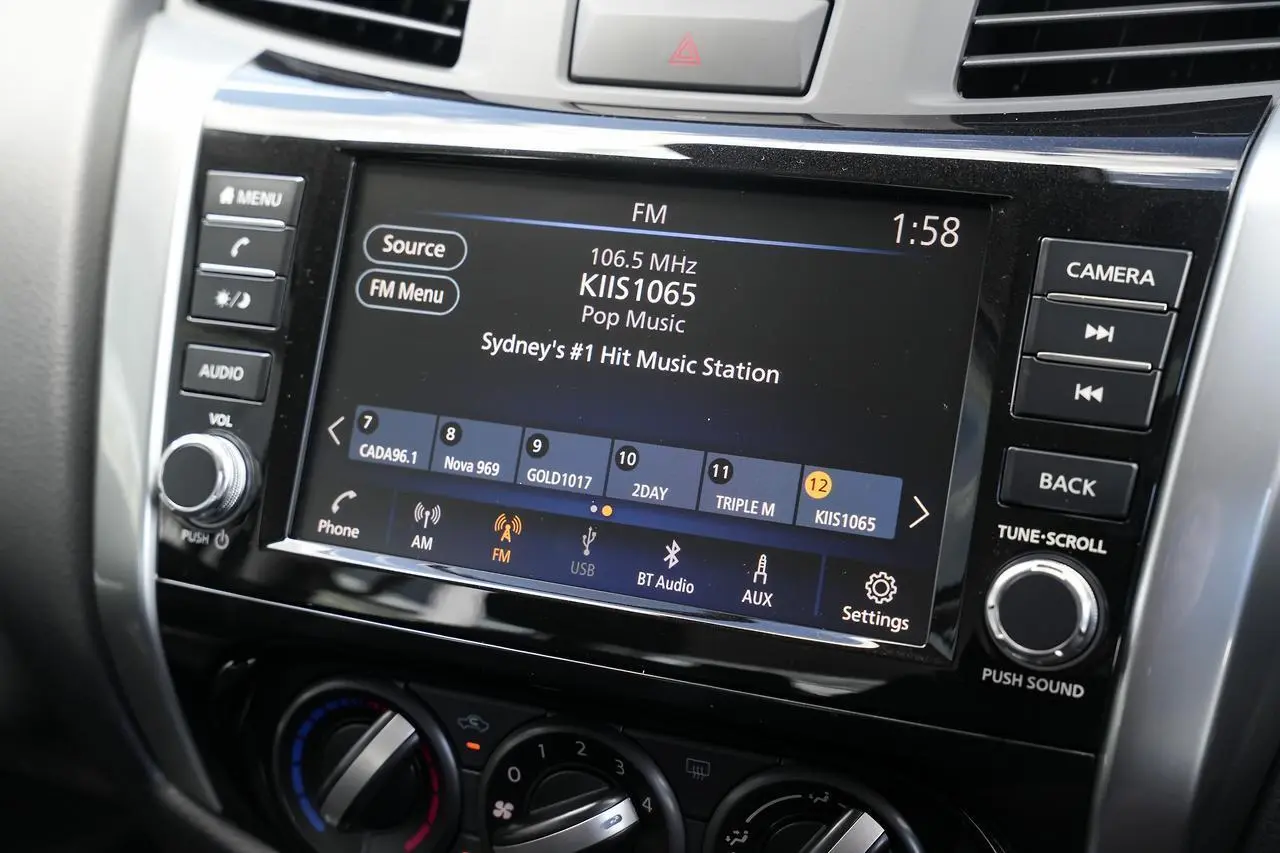 MENU
AUDIO
VOL
PUSH
FM
1:58
Source
FM Menu
106.5 MHz
KIIS1065
Pop Music
Sydney's #1 Hit Music Station
7
CADA96.1
8
Nova 969
9
GOLD1017
10
2DAY
11
TRIPLE M
12
KIIS1065
Phone
AM
FM
USB
BT Audio
AUX
Settings
CAMERA
BACK
TUNE·SCROLL
PUSH SOUND
0 1 2 3 4